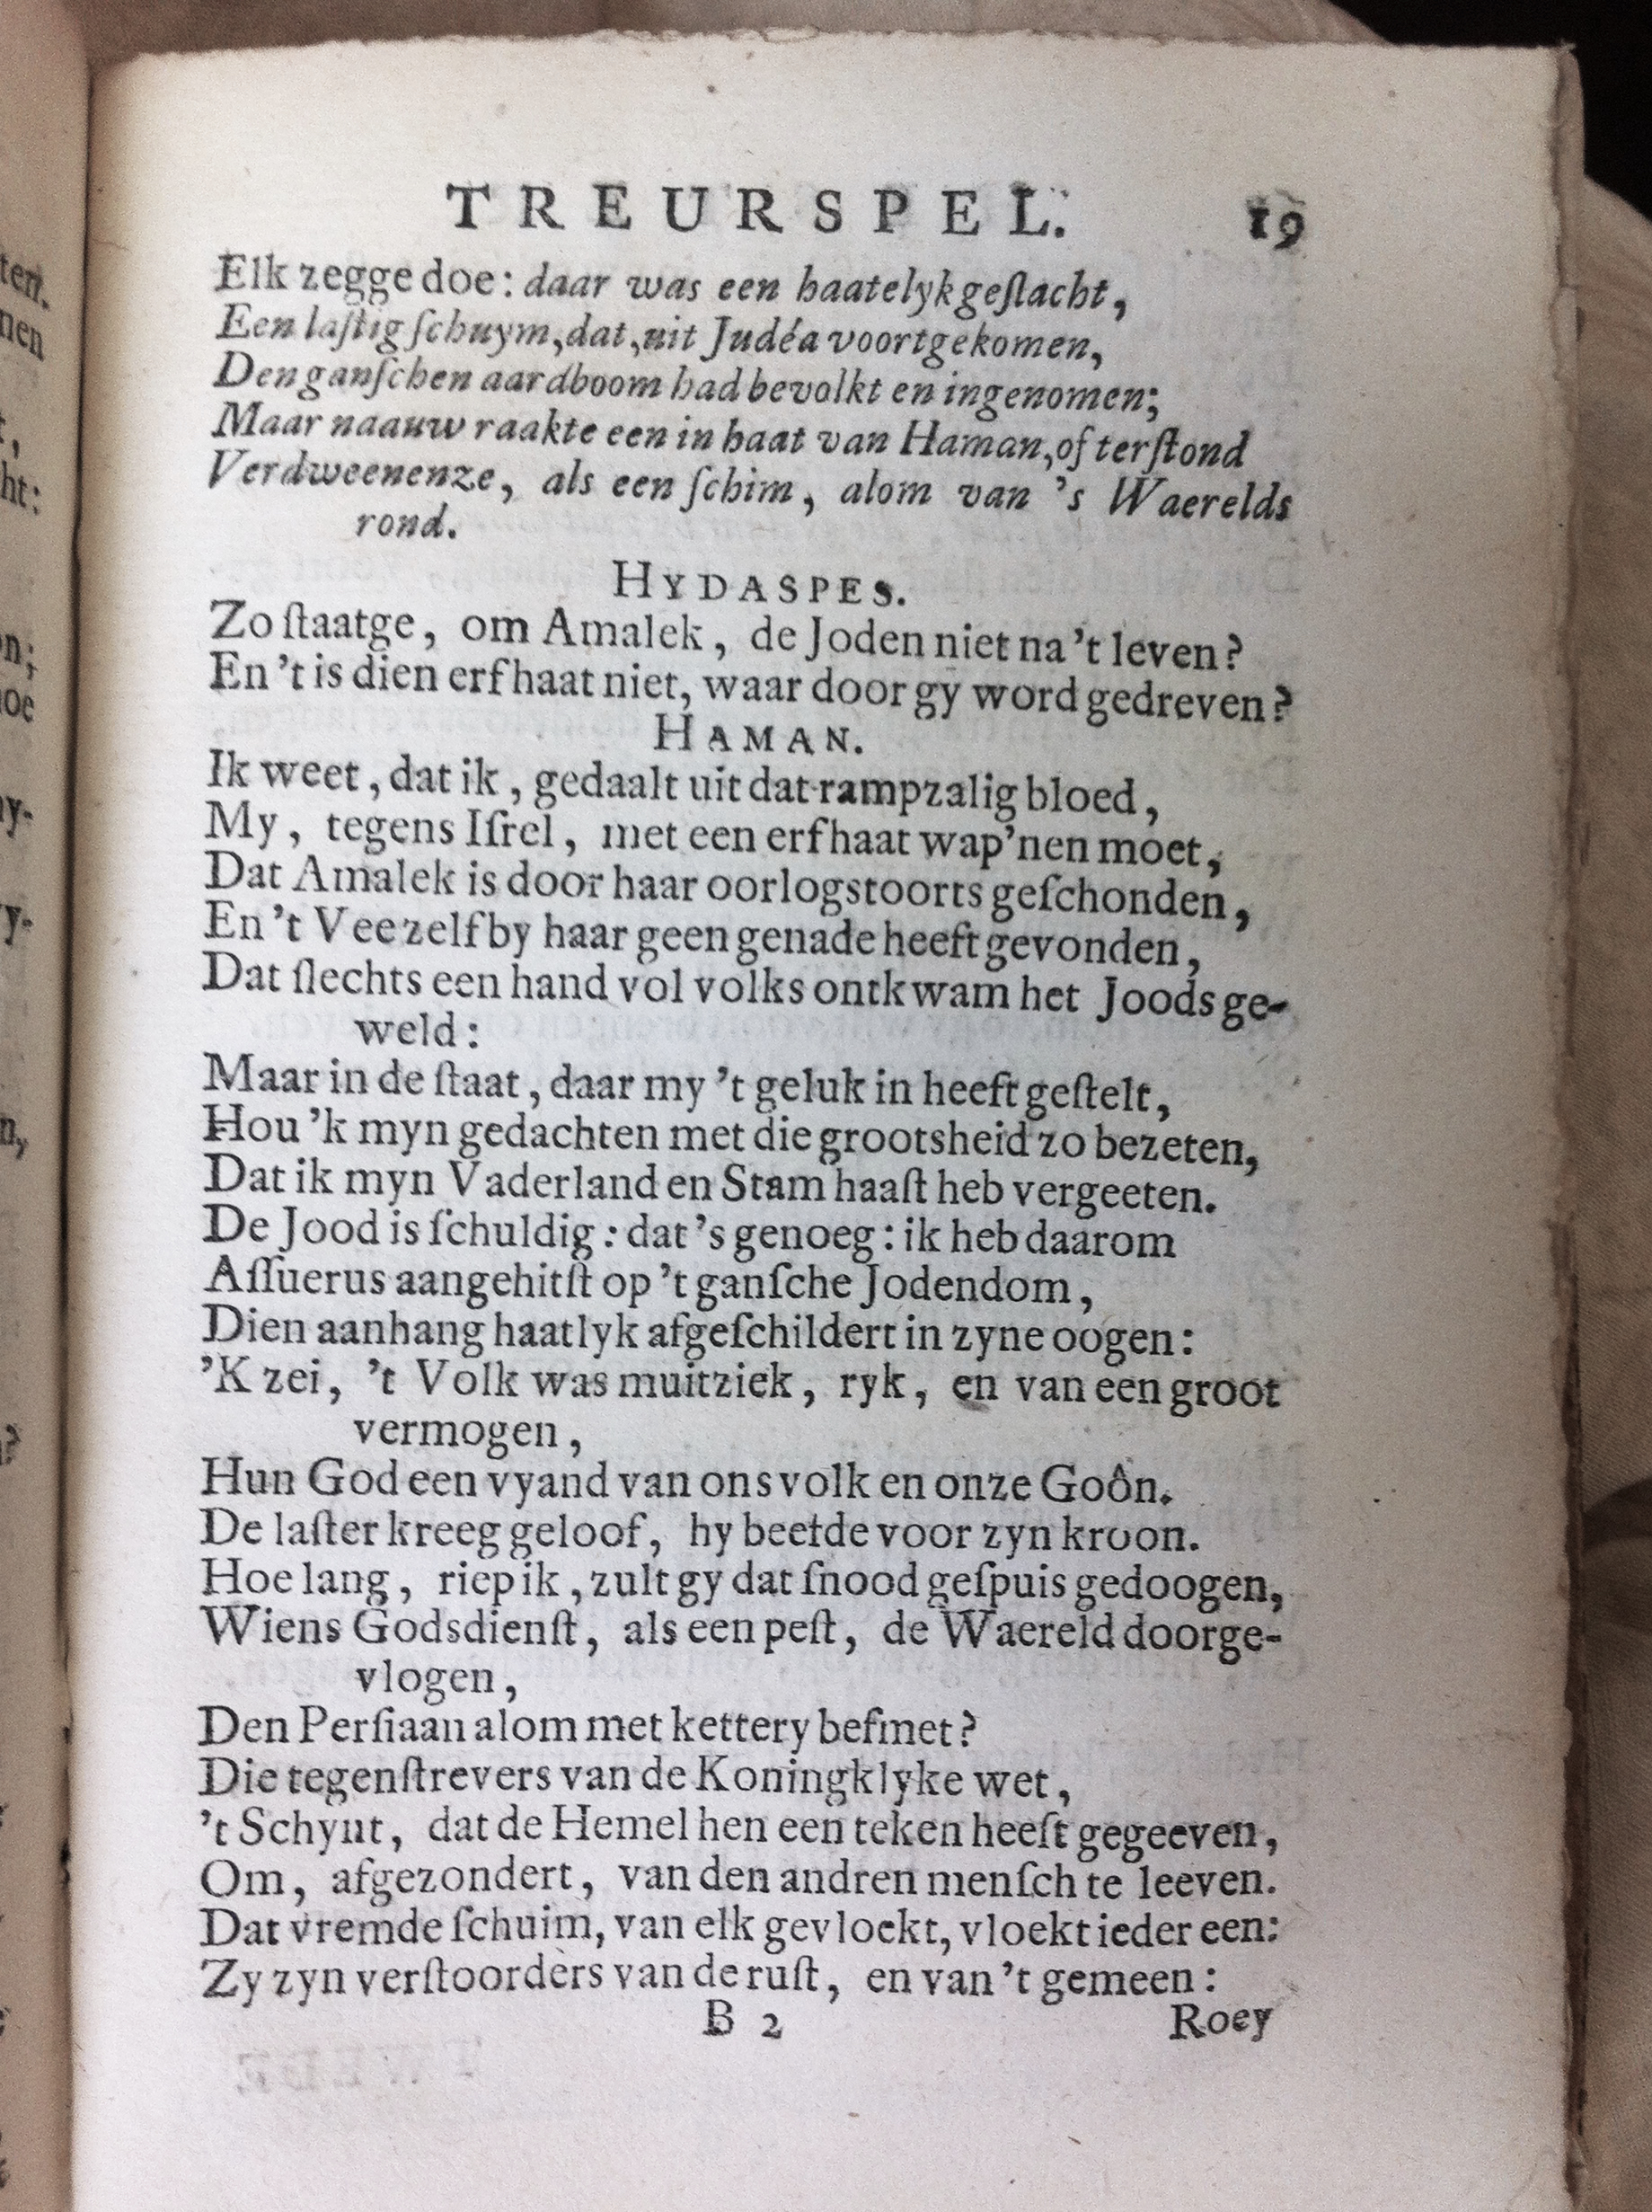 TREURSPEL. 19
Elk zegge doe: daar was een haatelyk geſlacht,
Een laſtig ſchuym, dat, uit Judéa voortgekomen,
Den ganſchen aardboom had bevolkt en ingenomen;
Maar naauw raakte een in haat van Haman, of terſtond
Verdweenenze, als een ſchim, alom van 's Waerelds
rond.
HYDASPES.
Zo ſtaatge, om Amalek, de Joden niet na 't leven?
En 't is dien erfhaat niet, waar door gy word gedreven?
HAMAN.
Ik weet, dat ik, gedaalt uit dat rampzalig bloed,
My, tegens Iſrel, met een erfhaat wap'nen moet,
Dat Amalek is door haar oorlogstoorts geſchonden,
En 't Vee zelf by haar geen genade heeft gevonden,
Dat ſlechts een hand vol volks ontkwam het Joods ge-
weld:
Maar in de ſtaat, daar my 't geluk in heeft geſtelt,
Hou 'k myn gedachten met die grootsheid zo bezeten,
Dat ik myn Vaderland en Stam haaſt heb vergeeten.
De Jood is ſchuldig: dat 's genoeg: ik heb daarom
Aſſuerus aangehitſt op 't ganſche Jodendom,
Dien aanhang haatlyk afgeſchildert in zyne oogen:
'K zei, 't Volk was muitziek, ryk, en van een groot
vermogen,
Hun God een vyand van ons volk en onze Goôn.
De laſter kreeg geloof, hy beefde voor zyn kroon.
Hoe lang, riep ik, zult gy dat ſnood geſpuis gedoogen,
Wiens Godsdienſt, als een peſt, de Waereld doorge-
vlogen,
Den Perſiaan alom met kettery beſmet?
Die tegenſtrevers van de Koningklyke wet,
't Schynt, dat de Hemel hen een teken heeft gegeeven,
Om, afgezondert, van den andren menſch te leeven.
Dat vremde ſchuim, van elk gevloekt, vloekt ieder een:
Zy zyn verſtoorders van de ruſt, en van 't gemeen:
B 2 Roey